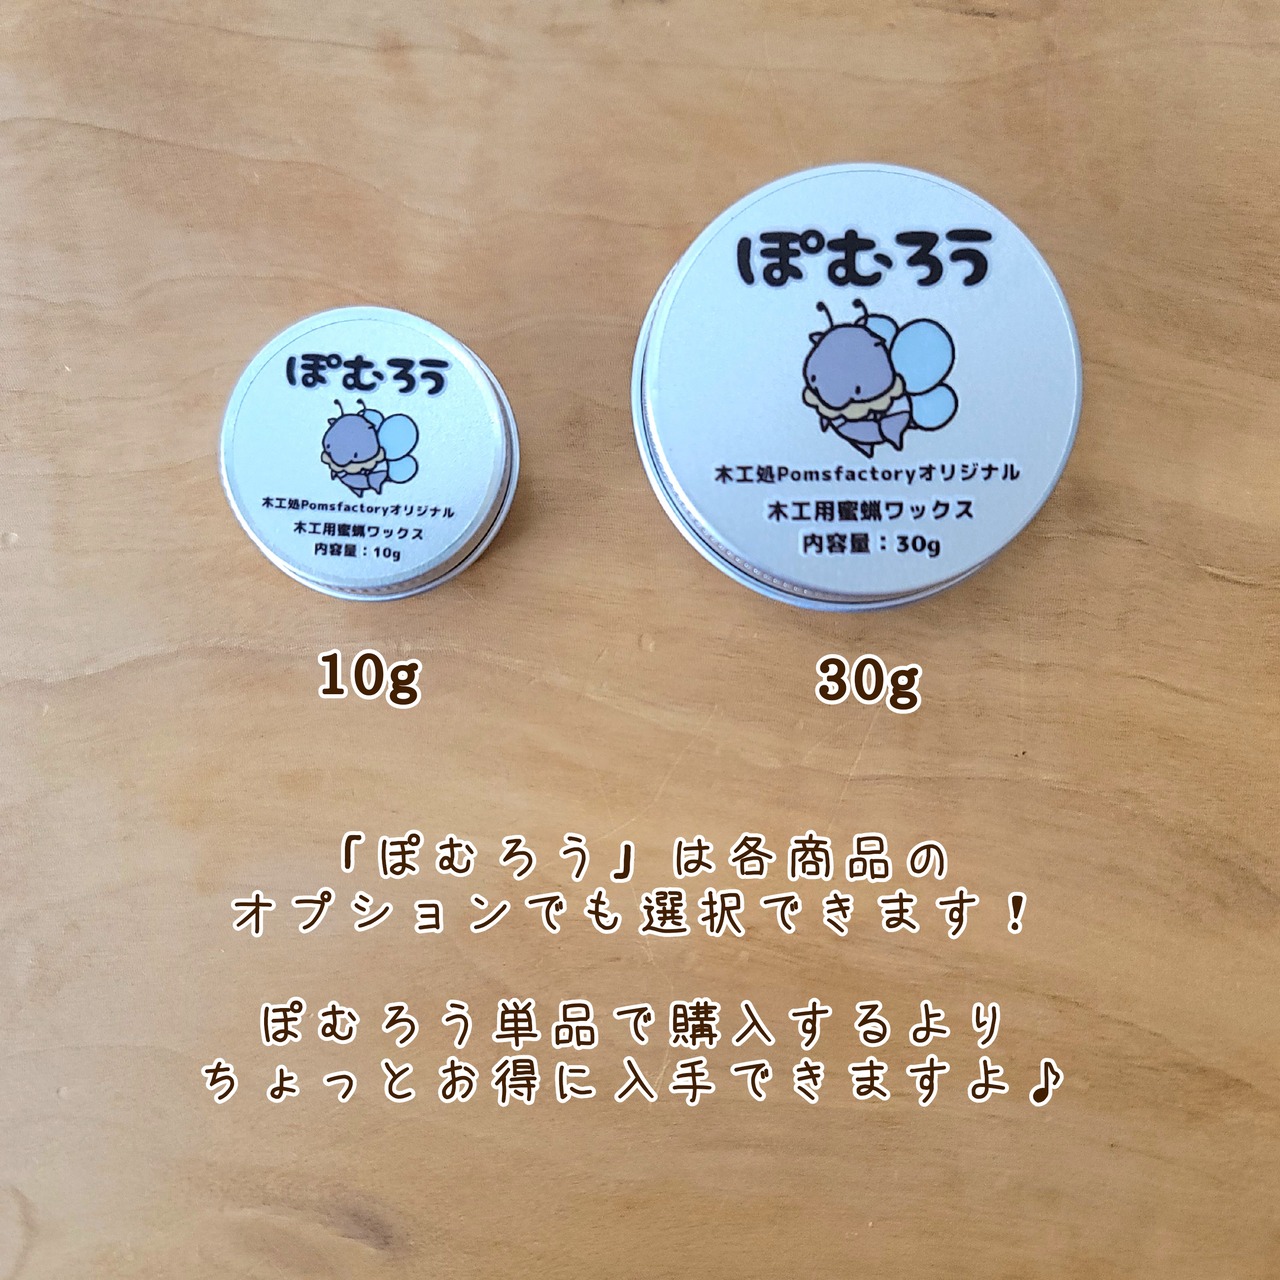 ぽむろう
木工処Pomsfactoryオリジナル
木工用蜜蝋ワックス
内容量：10g
ぽむろう
木工処Pomsfactoryオリジナル
木工用蜜蝋ワックス
内容量：30g
10g
30g
「ぽむろう」は各商品の
オプションでも選択できます！
ぽむろう単品で購入するより
ちょっとお得に入手できますよ♪